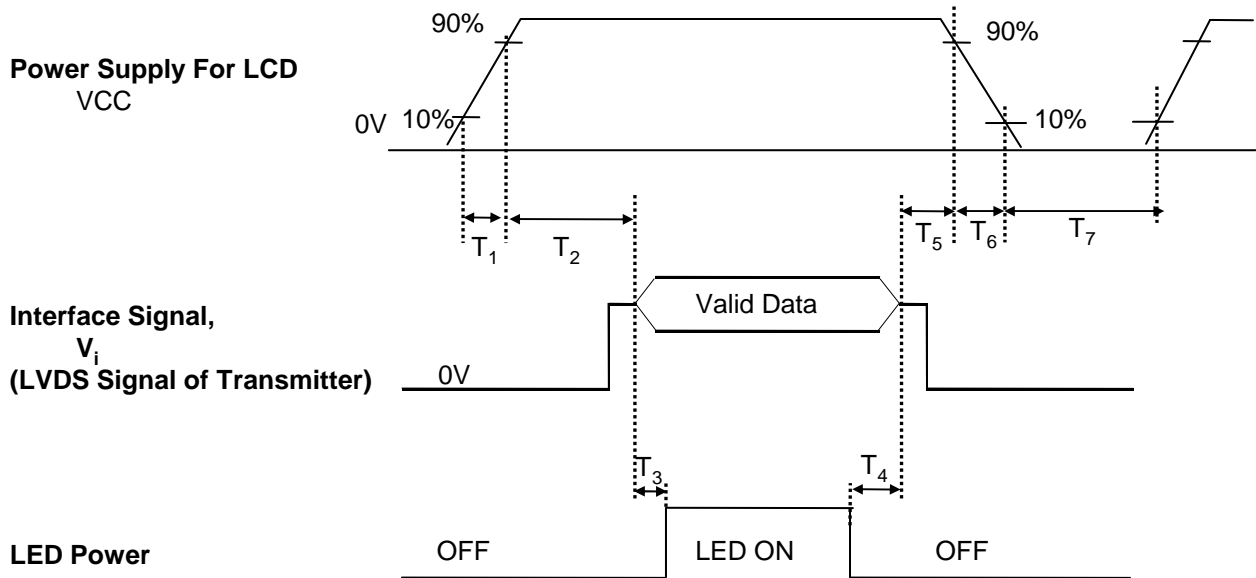 90%
90%
Power Supply For LCD
VCC
0V
10%
10%
T1
T2
T5
T6
T7
Interface Signal,
Vi
(LVDS Signal of Transmitter)
Valid Data
0V
T3
T4
LED Power
OFF
LED ON
OFF